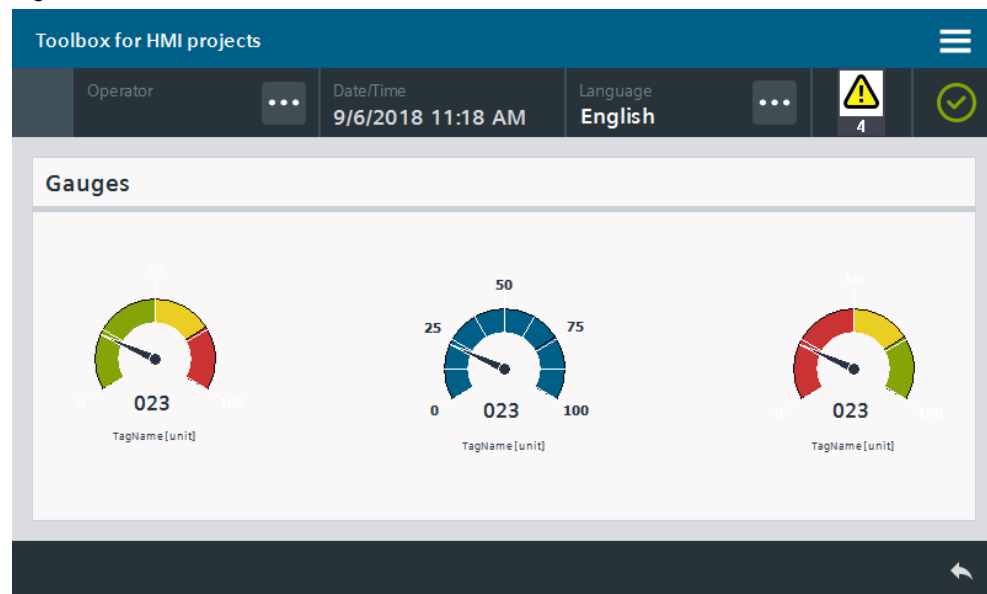 Toolbox for HMI projects
Operator
Date/Time
Language
9/6/2018 11:18 AM
English
4
Gauges
50
50
50
25
75
0
023
100
0
023
100
0
023
100
TagName[unit]
TagName[unit]
TagName[unit]